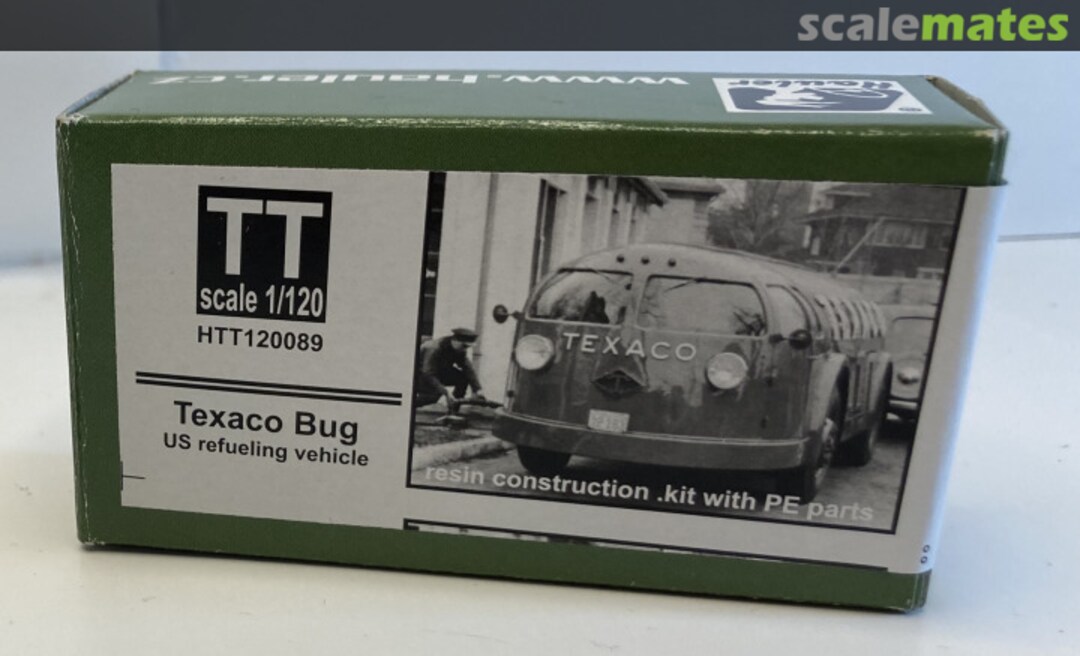 scalemates
www.hauler.cz
Hauler
TT
scale 1/120
HTT120089
Texaco Bug
US refueling vehicle
TEXACO
T
resin construction .kit with PE parts